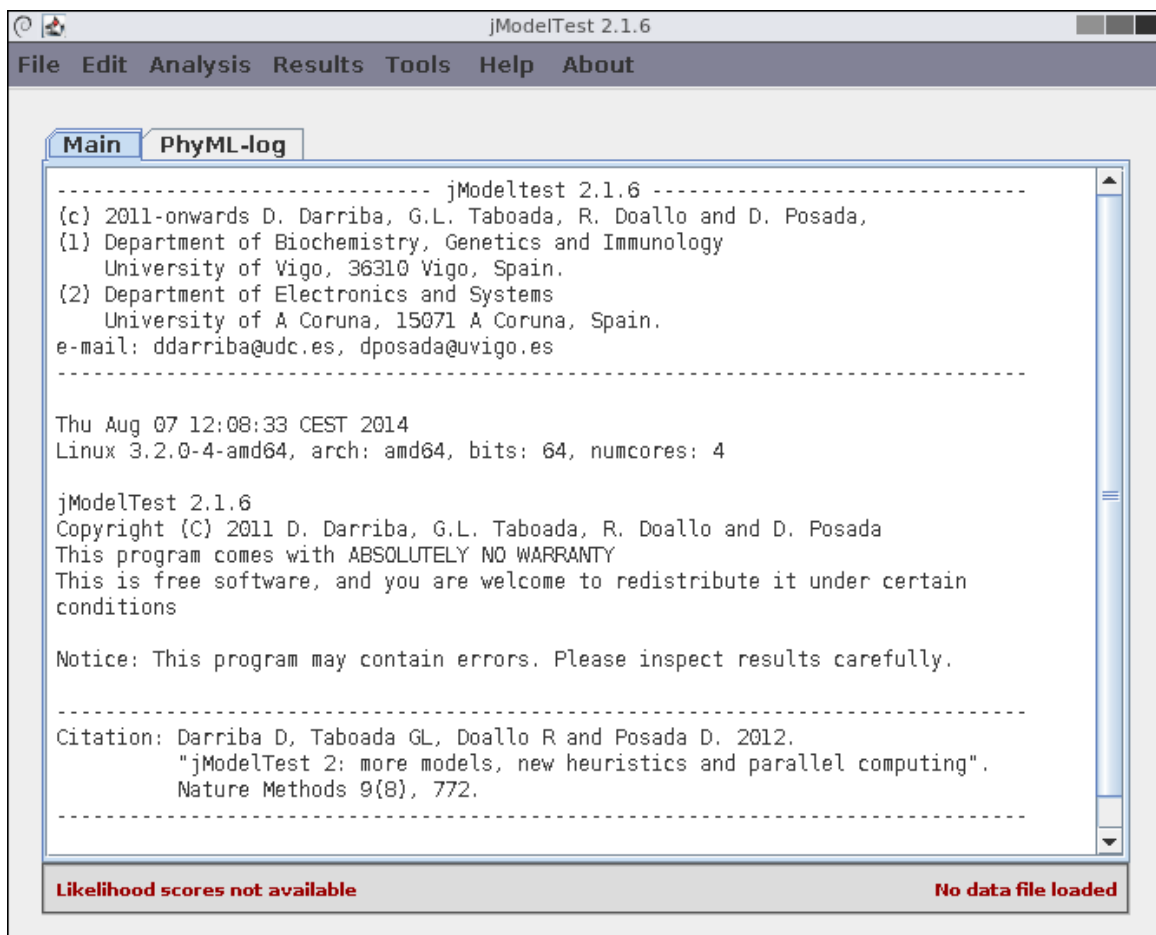 jModelTest 2.1.6
File Edit Analysis Results Tools Help About
Main PhyML-log
------------------------------- jModeltest 2.1.6 -------------------------------
(c) 2011-onwards D. Darriba, G.L. Taboada, R. Doallo and D. Posada,
(1) Department of Biochemistry, Genetics and Immunology
University of Vigo, 36310 Vigo, Spain.
(2) Department of Electronics and Systems
University of A Coruna, 15071 A Coruna, Spain.
e-mail: ddarriba@udc.es, dposada@uvigo.es
--------------------------------------------------------------------------------
Thu Aug 07 12:08:33 CEST 2014
Linux 3.2.0-4-amd64, arch: amd64, bits: 64, numcores: 4
jModelTest 2.1.6
Copyright (C) 2011 D. Darriba, G.L. Taboada, R. Doallo and D. Posada
This program comes with ABSOLUTELY NO WARRANTY
This is free software, and you are welcome to redistribute it under certain
conditions
Notice: This program may contain errors. Please inspect results carefully.
--------------------------------------------------------------------------------
Citation: Darriba D, Taboada GL, Doallo R and Posada D. 2012.
"jModelTest 2: more models, new heuristics and parallel computing".
Nature Methods 9(8), 772.
--------------------------------------------------------------------------------
Likelihood scores not available No data file loaded